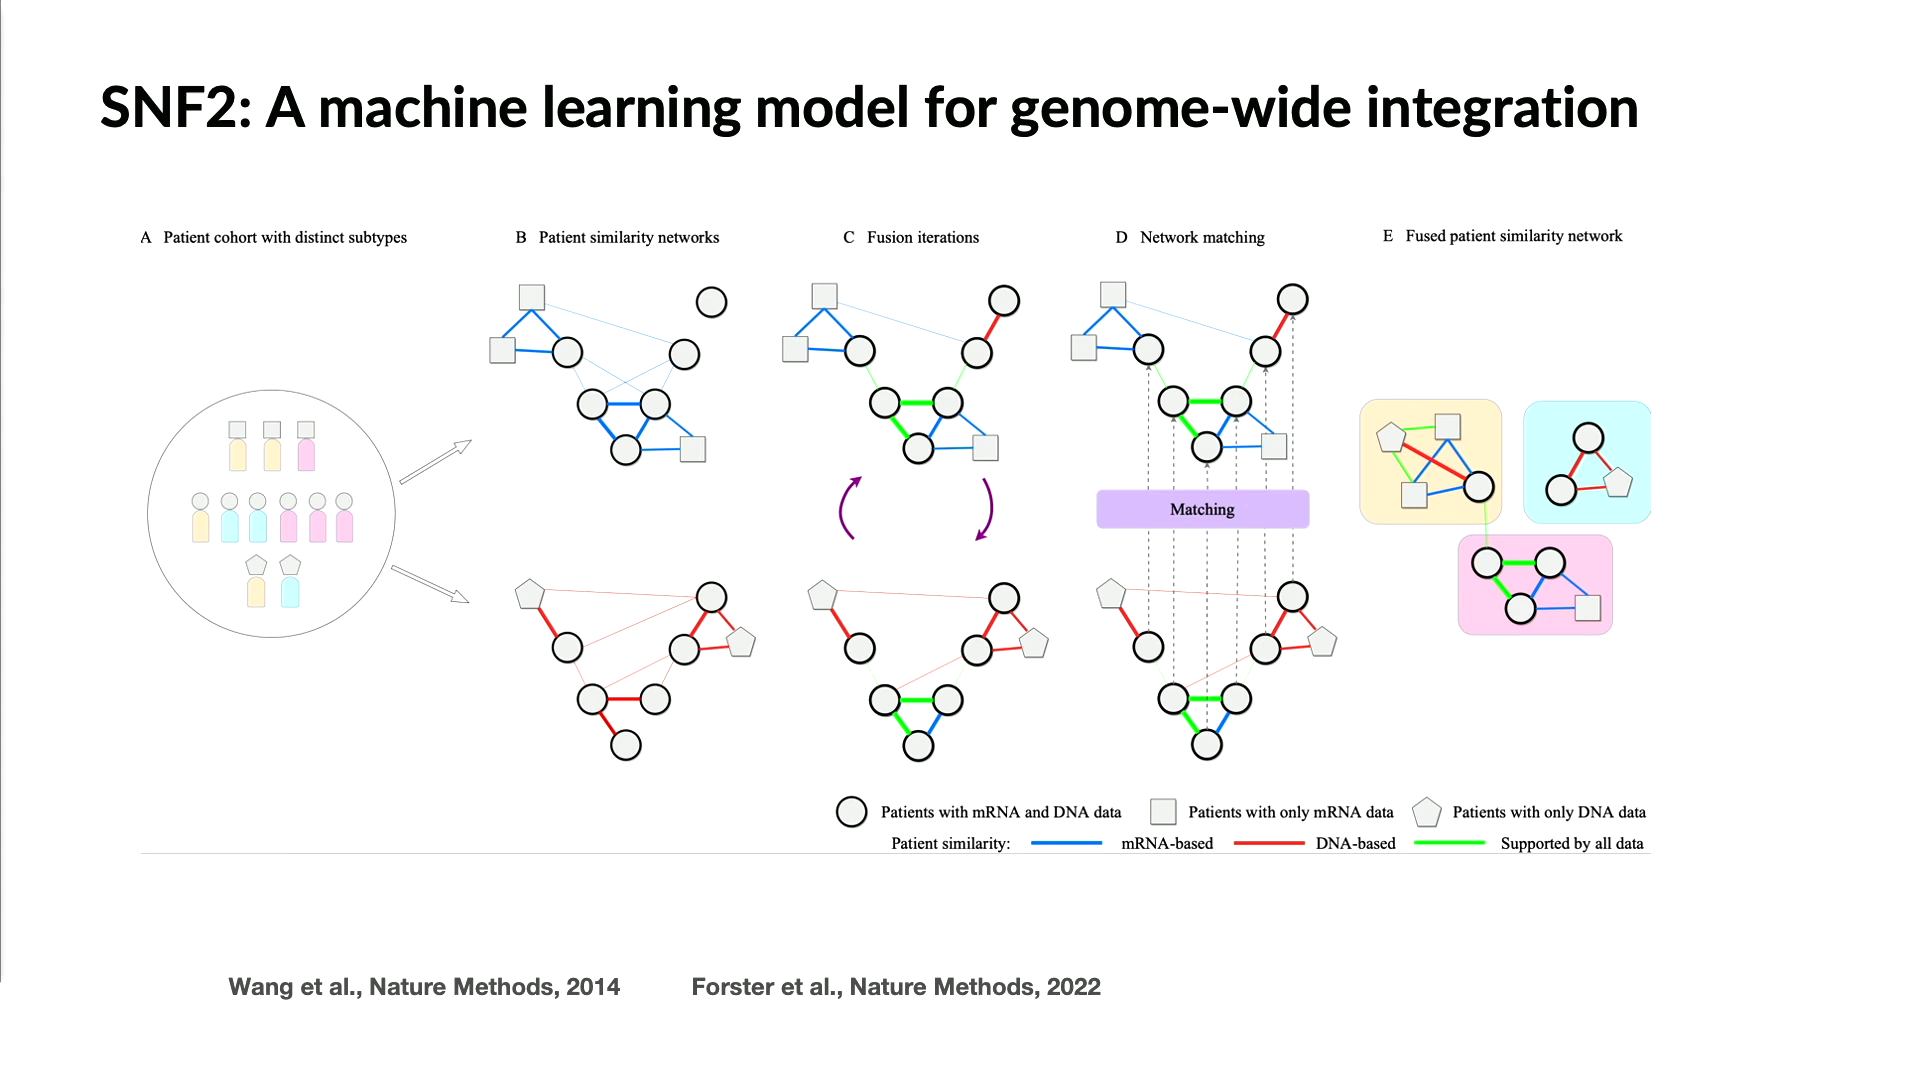 SNF2: A machine learning model for genome-wide integration
A Patient cohort with distinct subtypes
B Patient similarity networks
C Fusion iterations
D Network matching
E Fused patient similarity network
Matching
Patients with mRNA and DNA data
Patients with only mRNA data
Patients with only DNA data
Patient similarity:
mRNA-based
DNA-based
Supported by all data
Wang et al., Nature Methods, 2014
Forster et al., Nature Methods, 2022